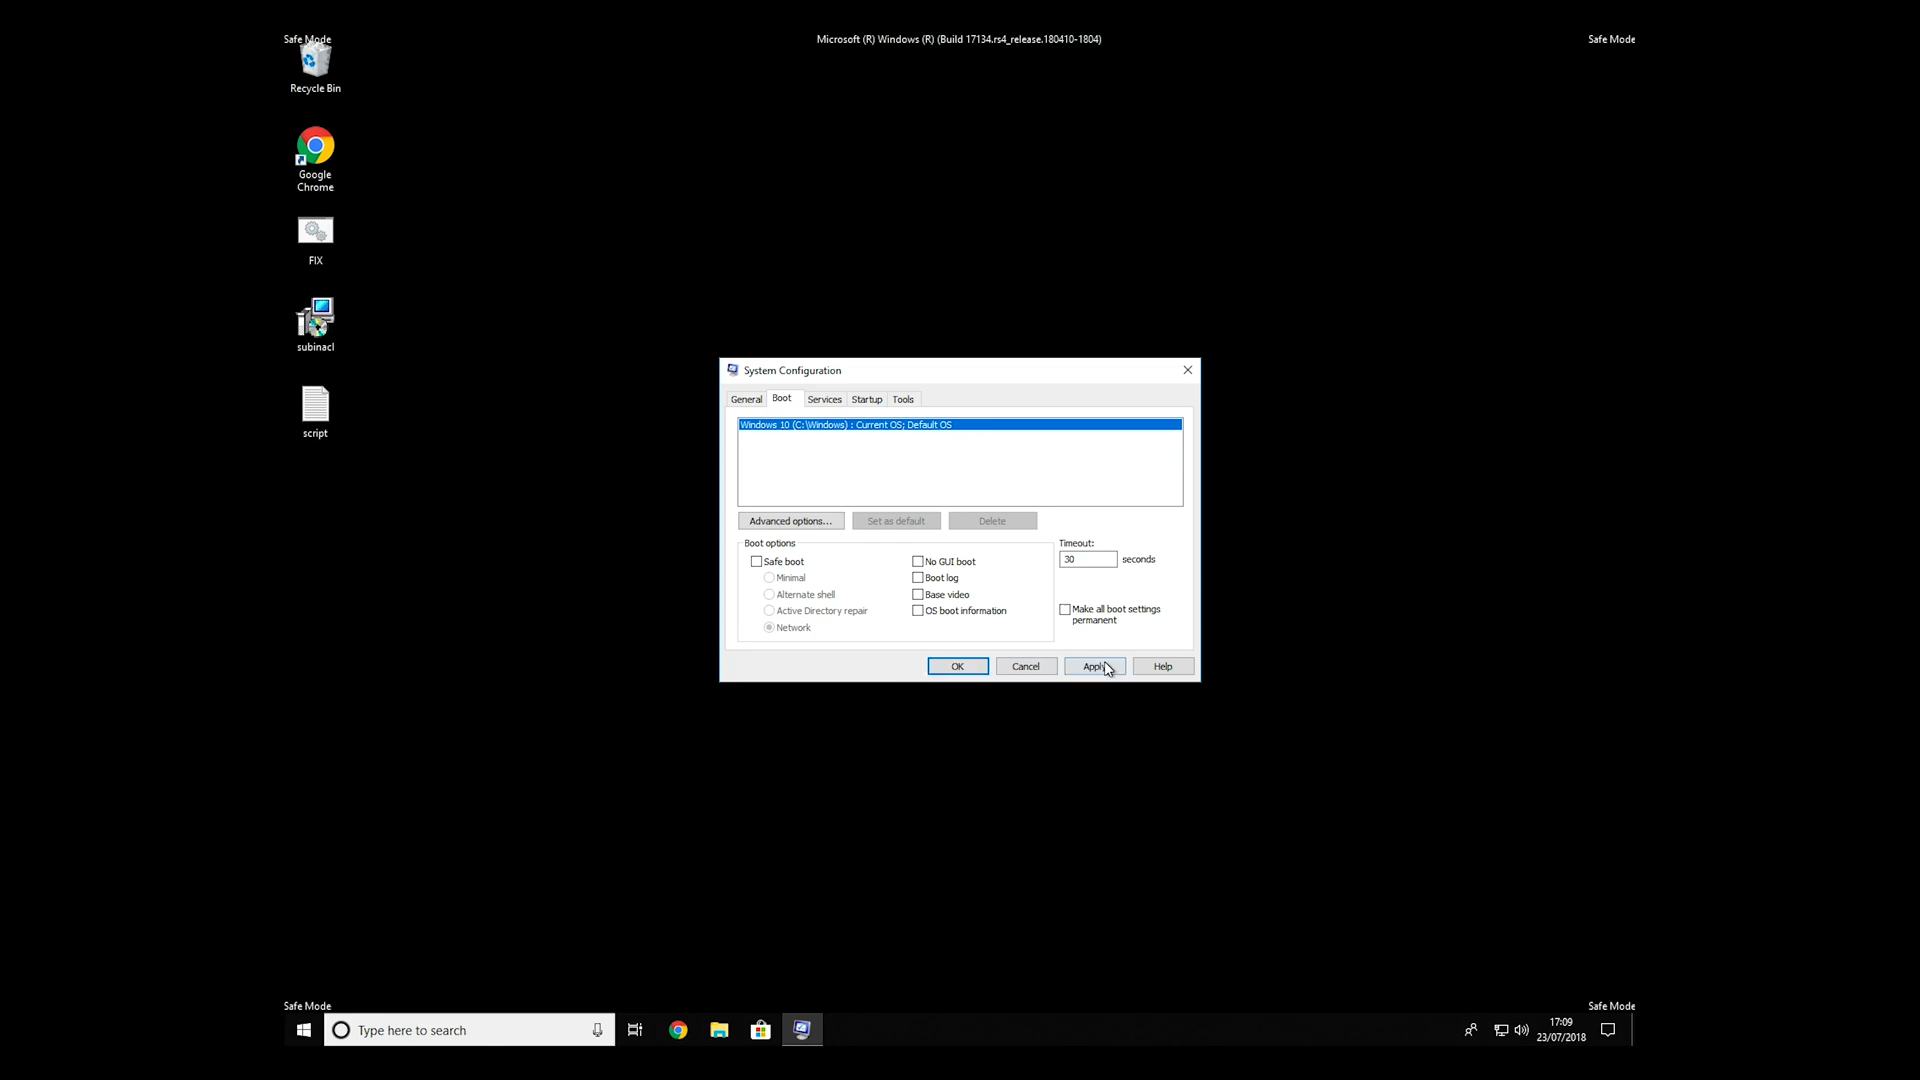 Safe Mode
Microsoft (R) Windows (R) (Build 17134.rs4_release.180410-1804)
Safe Mode
Recycle Bin
Google
Chrome
FIX
subinacl
script
System Configuration
General Boot Services Startup Tools
Windows 10 (C:\Windows) : Current OS; Default OS
Advanced options... Set as default Delete
Boot options
Timeout:
Safe boot
No GUI boot
30 seconds
Minimal
Boot log
Alternate shell
Base video
Active Directory repair
OS boot information
Make all boot settings
permanent
Network
OK Cancel Apply Help
Safe Mode
Safe Mode
Type here to search
17:09
23/07/2018